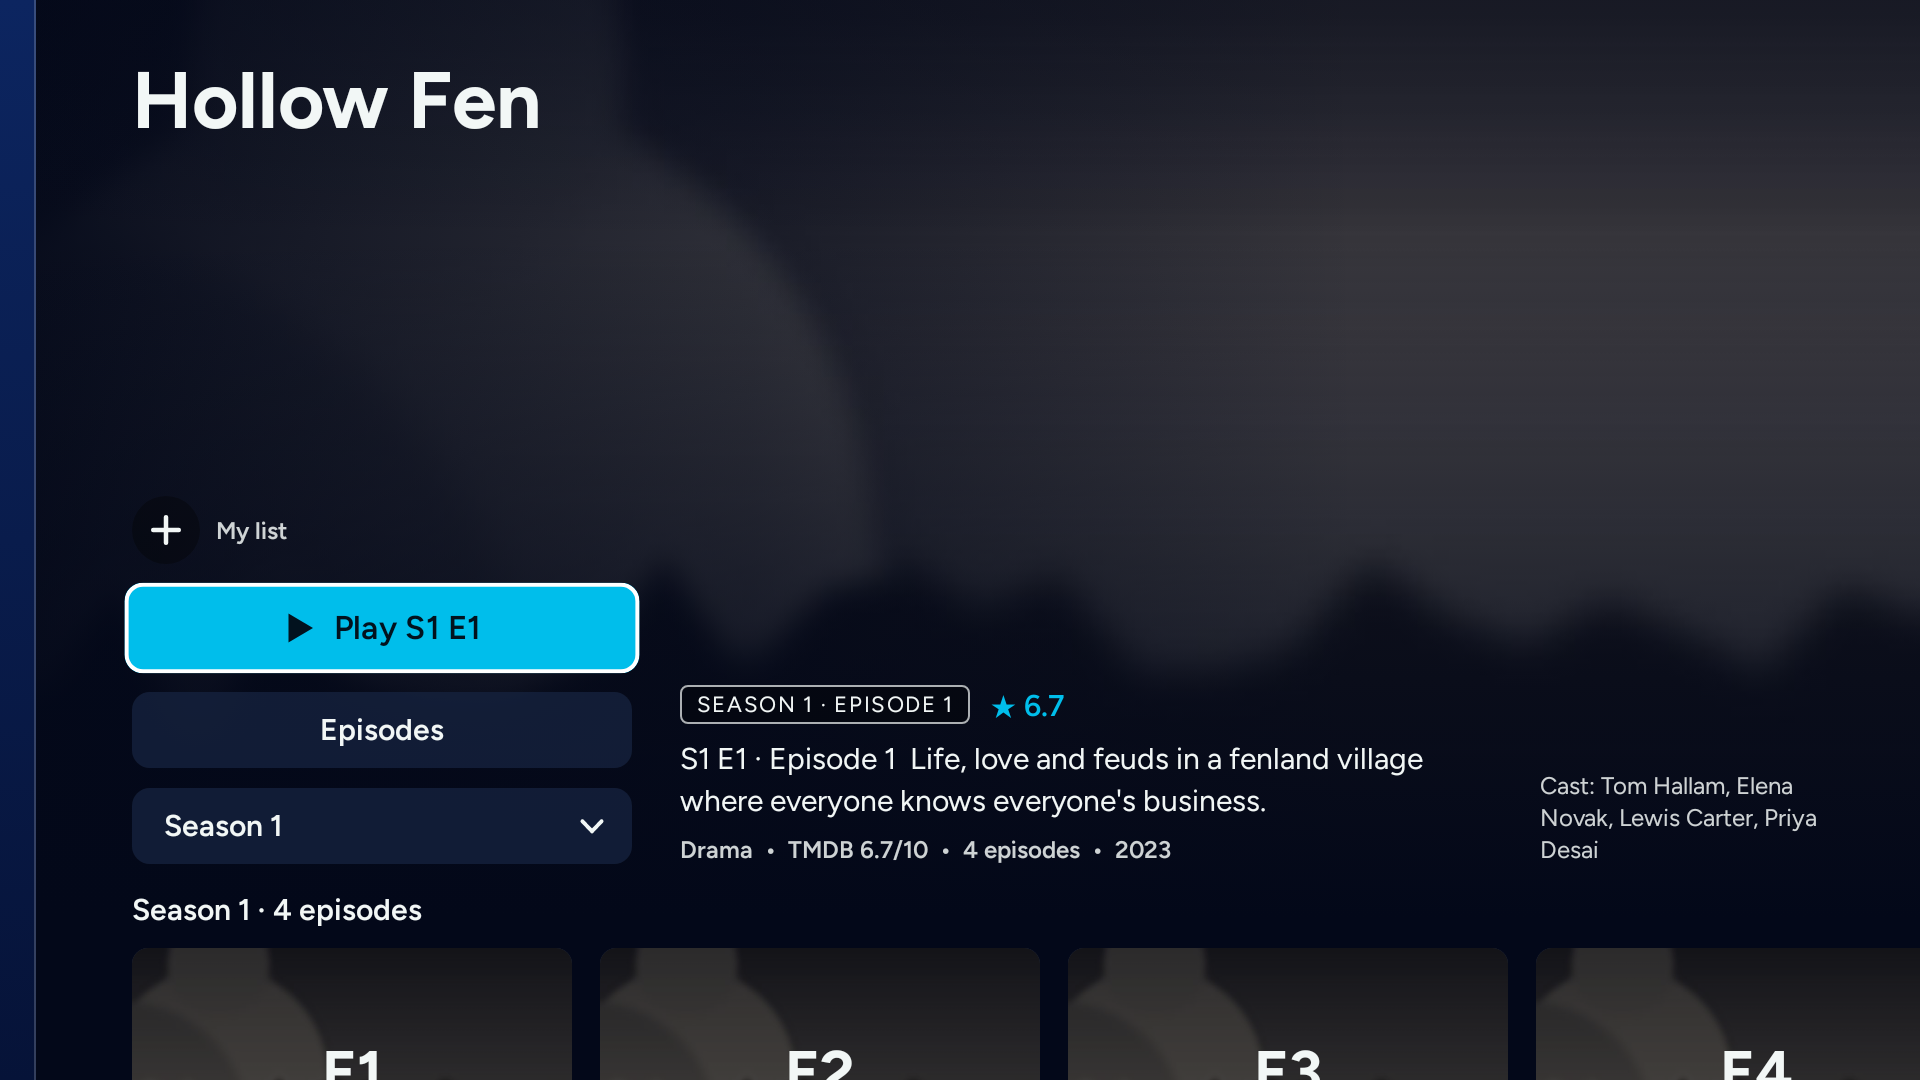 Hollow Fen
My list
Play S1 E1
Episodes
Season 1
SEASON 1 · EPISODE 1 ★ 6.7
S1 E1 · Episode 1 Life, love and feuds in a fenland village
where everyone knows everyone's business.
Drama • TMDB 6.7/10 • 4 episodes • 2023
Cast: Tom Hallam, Elena
Novak, Lewis Carter, Priya
Desai
Season 1 · 4 episodes
E1
E2
E3
E4